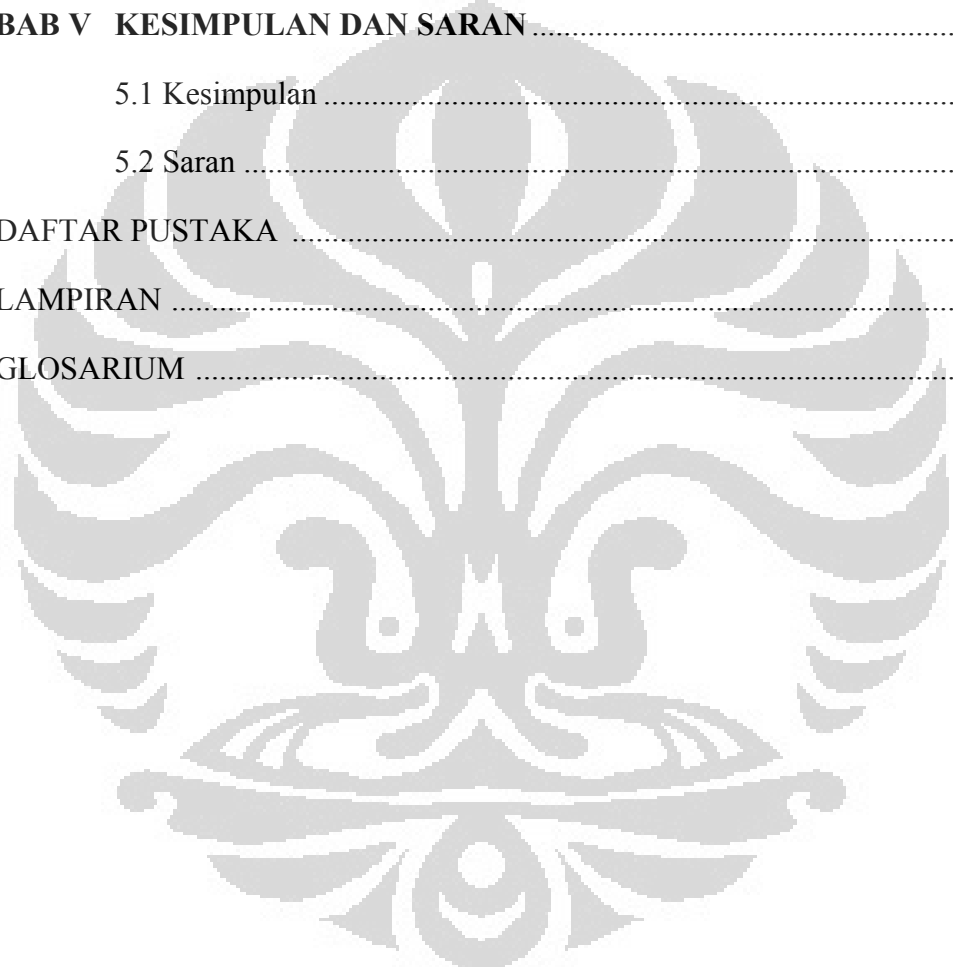 BAB V KESIMPULAN DAN SARAN ......................................................
5.1 Kesimpulan ................................................................................
5.2 Saran ..........................................................................................
DAFTAR PUSTAKA ....................................................................................
LAMPIRAN ...................................................................................................
GLOSARIUM ................................................................................................